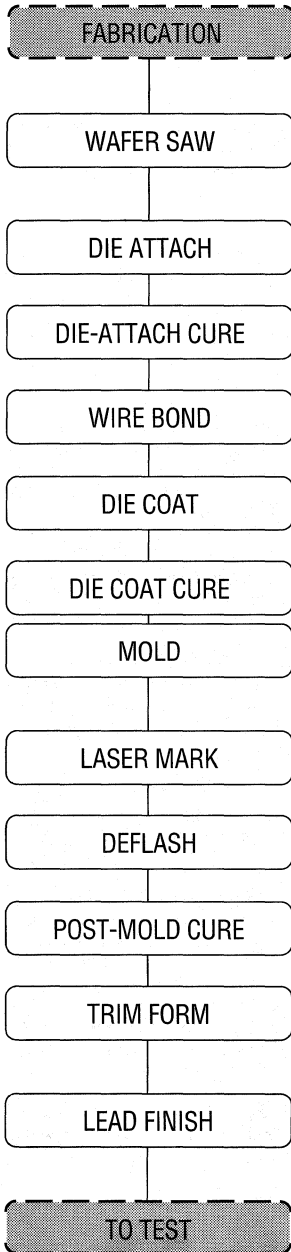 FABRICATION
WAFER SAW
DIE ATTACH
DIE-ATTACH CURE
WIRE BOND
DIE COAT
DIE COAT CURE
MOLD
LASER MARK
DEFLASH
POST-MOLD CURE
TRIM FORM
LEAD FINISH
TO TEST